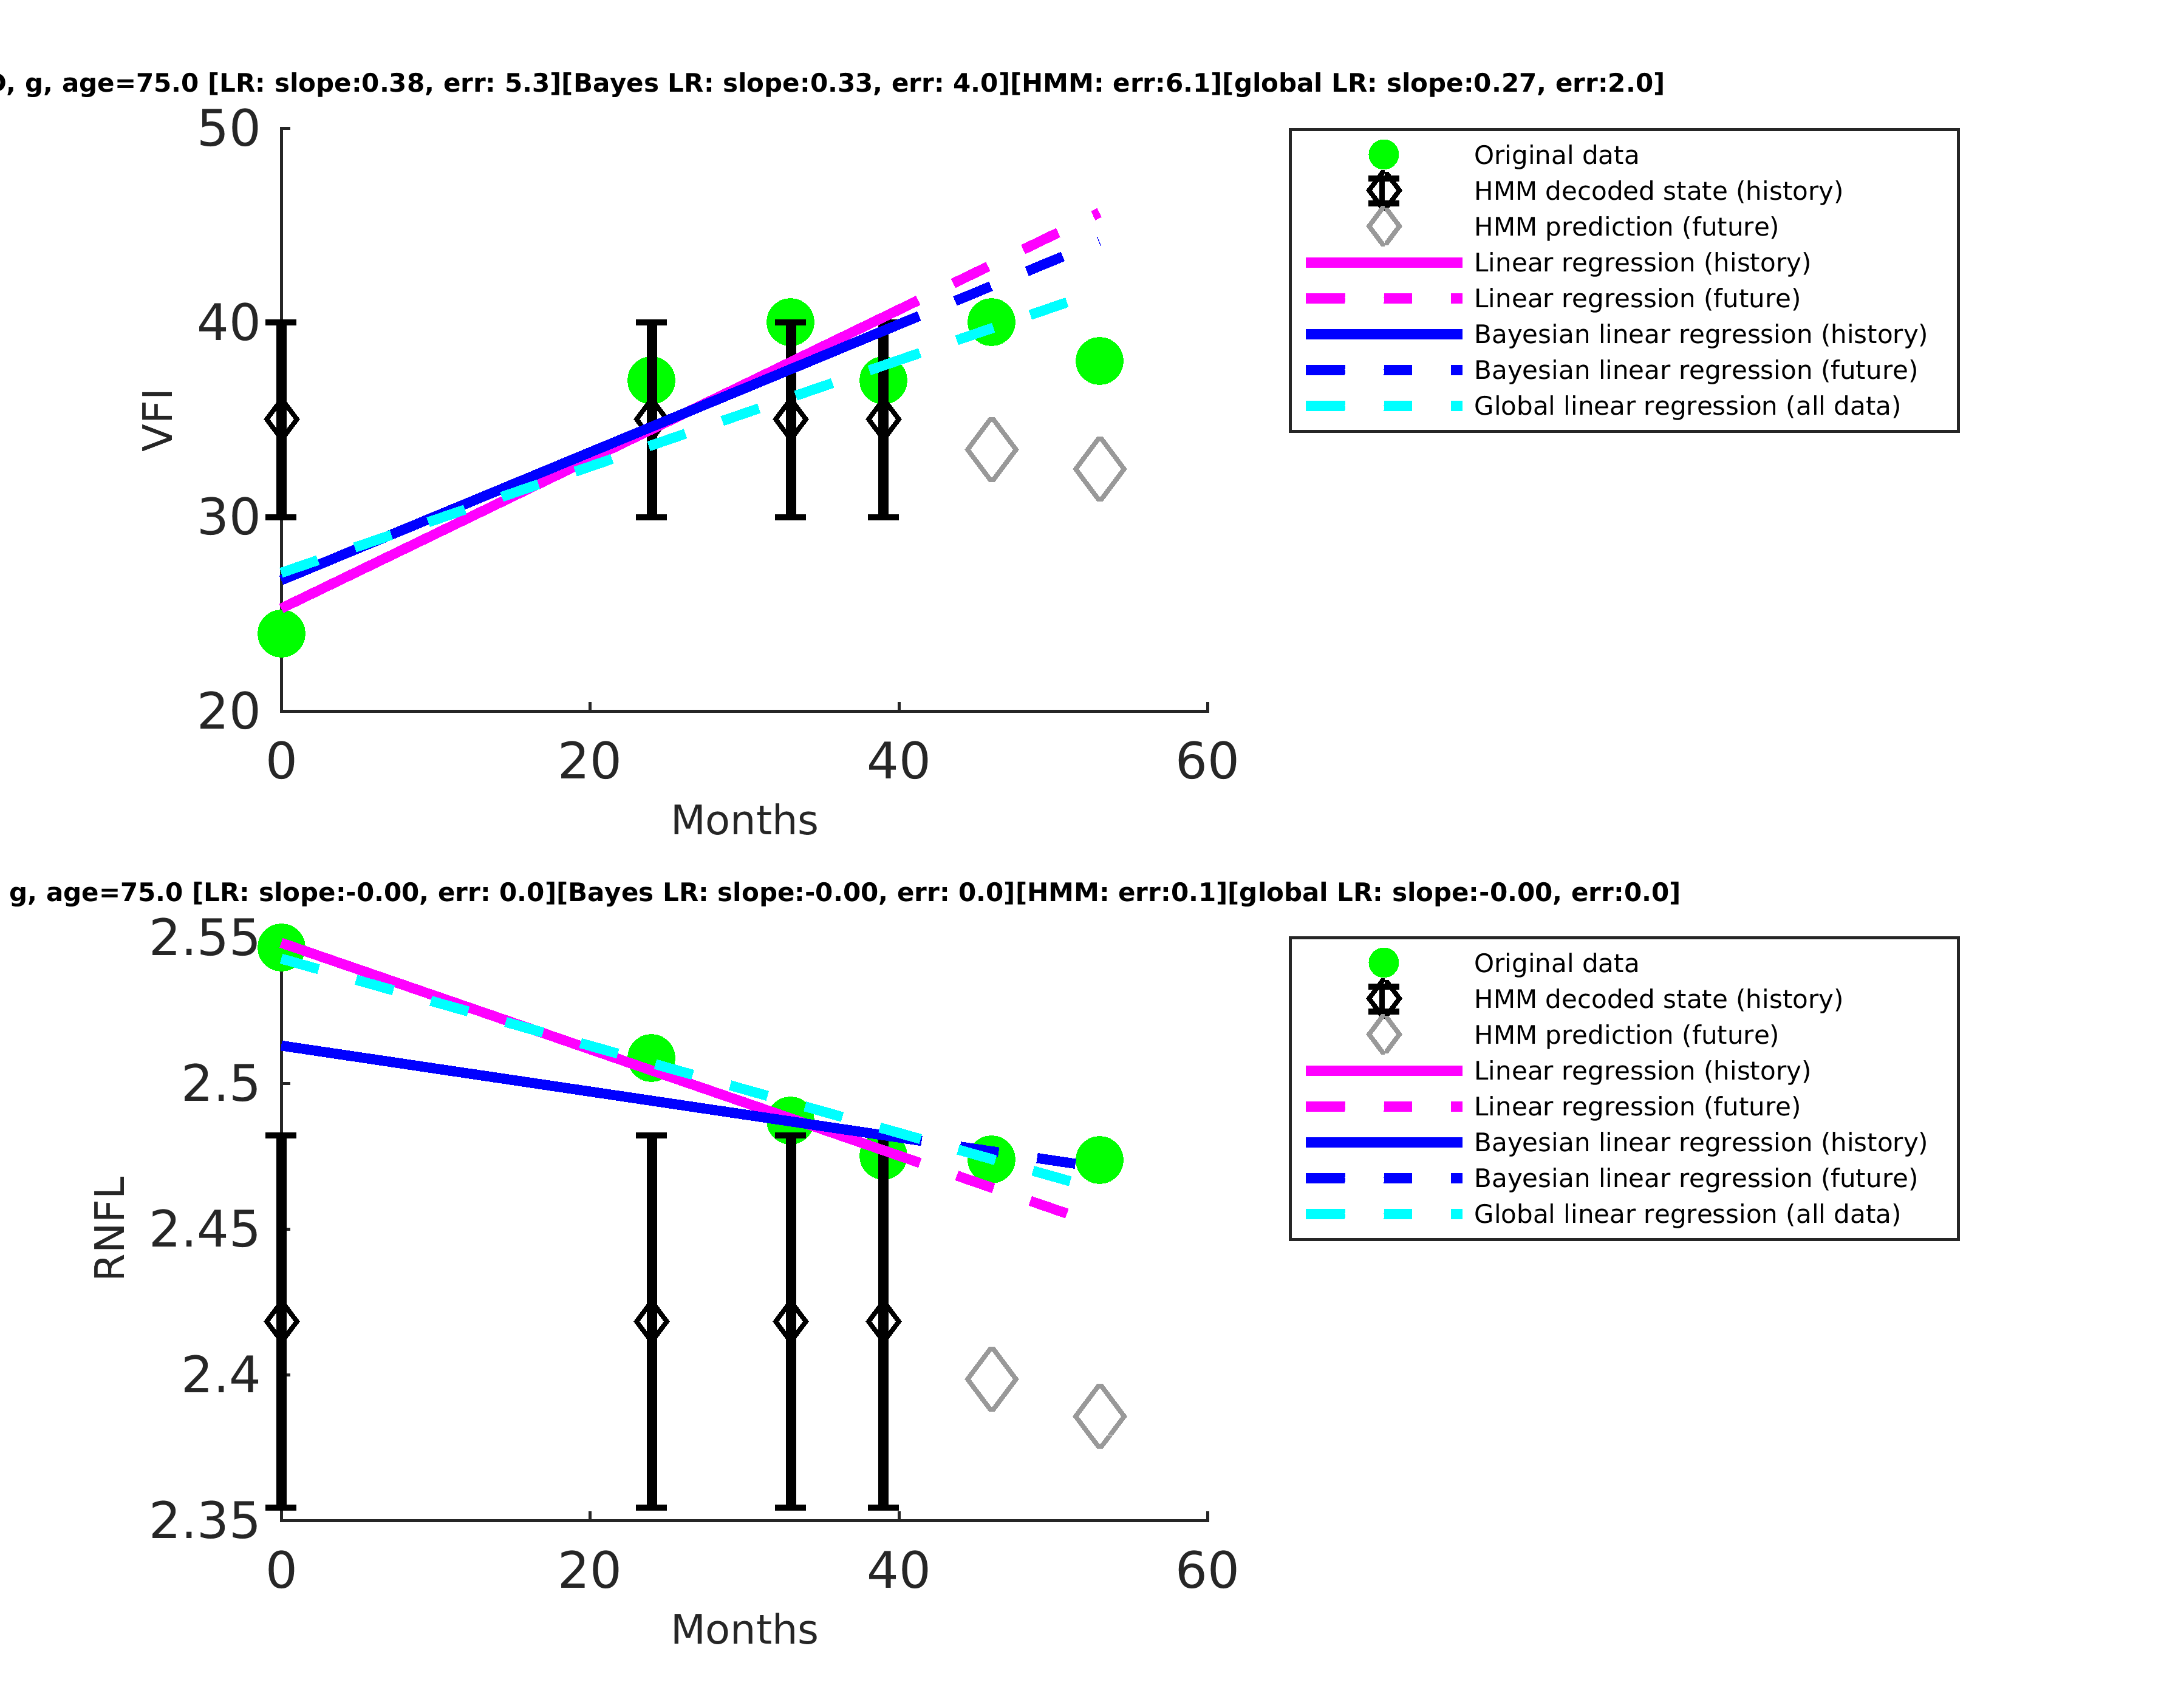 g, age=75.0 [LR: slope:0.38, err: 5.3][Bayes LR: slope:0.33, err: 4.0][HMM: err:6.1][global LR: slope:0.27, err:2.0]
50
40
30
20
VFI
0 20 40 60
Months
Original data
HMM decoded state (history)
HMM prediction (future)
Linear regression (history)
Linear regression (future)
Bayesian linear regression (history)
Bayesian linear regression (future)
Global linear regression (all data)
g, age=75.0 [LR: slope:-0.00, err: 0.0][Bayes LR: slope:-0.00, err: 0.0][HMM: err:0.1][global LR: slope:-0.00, err:0.0]
2.55
2.5
2.45
2.4
2.35
RNFL
0 20 40 60
Months
Original data
HMM decoded state (history)
HMM prediction (future)
Linear regression (history)
Linear regression (future)
Bayesian linear regression (history)
Bayesian linear regression (future)
Global linear regression (all data)